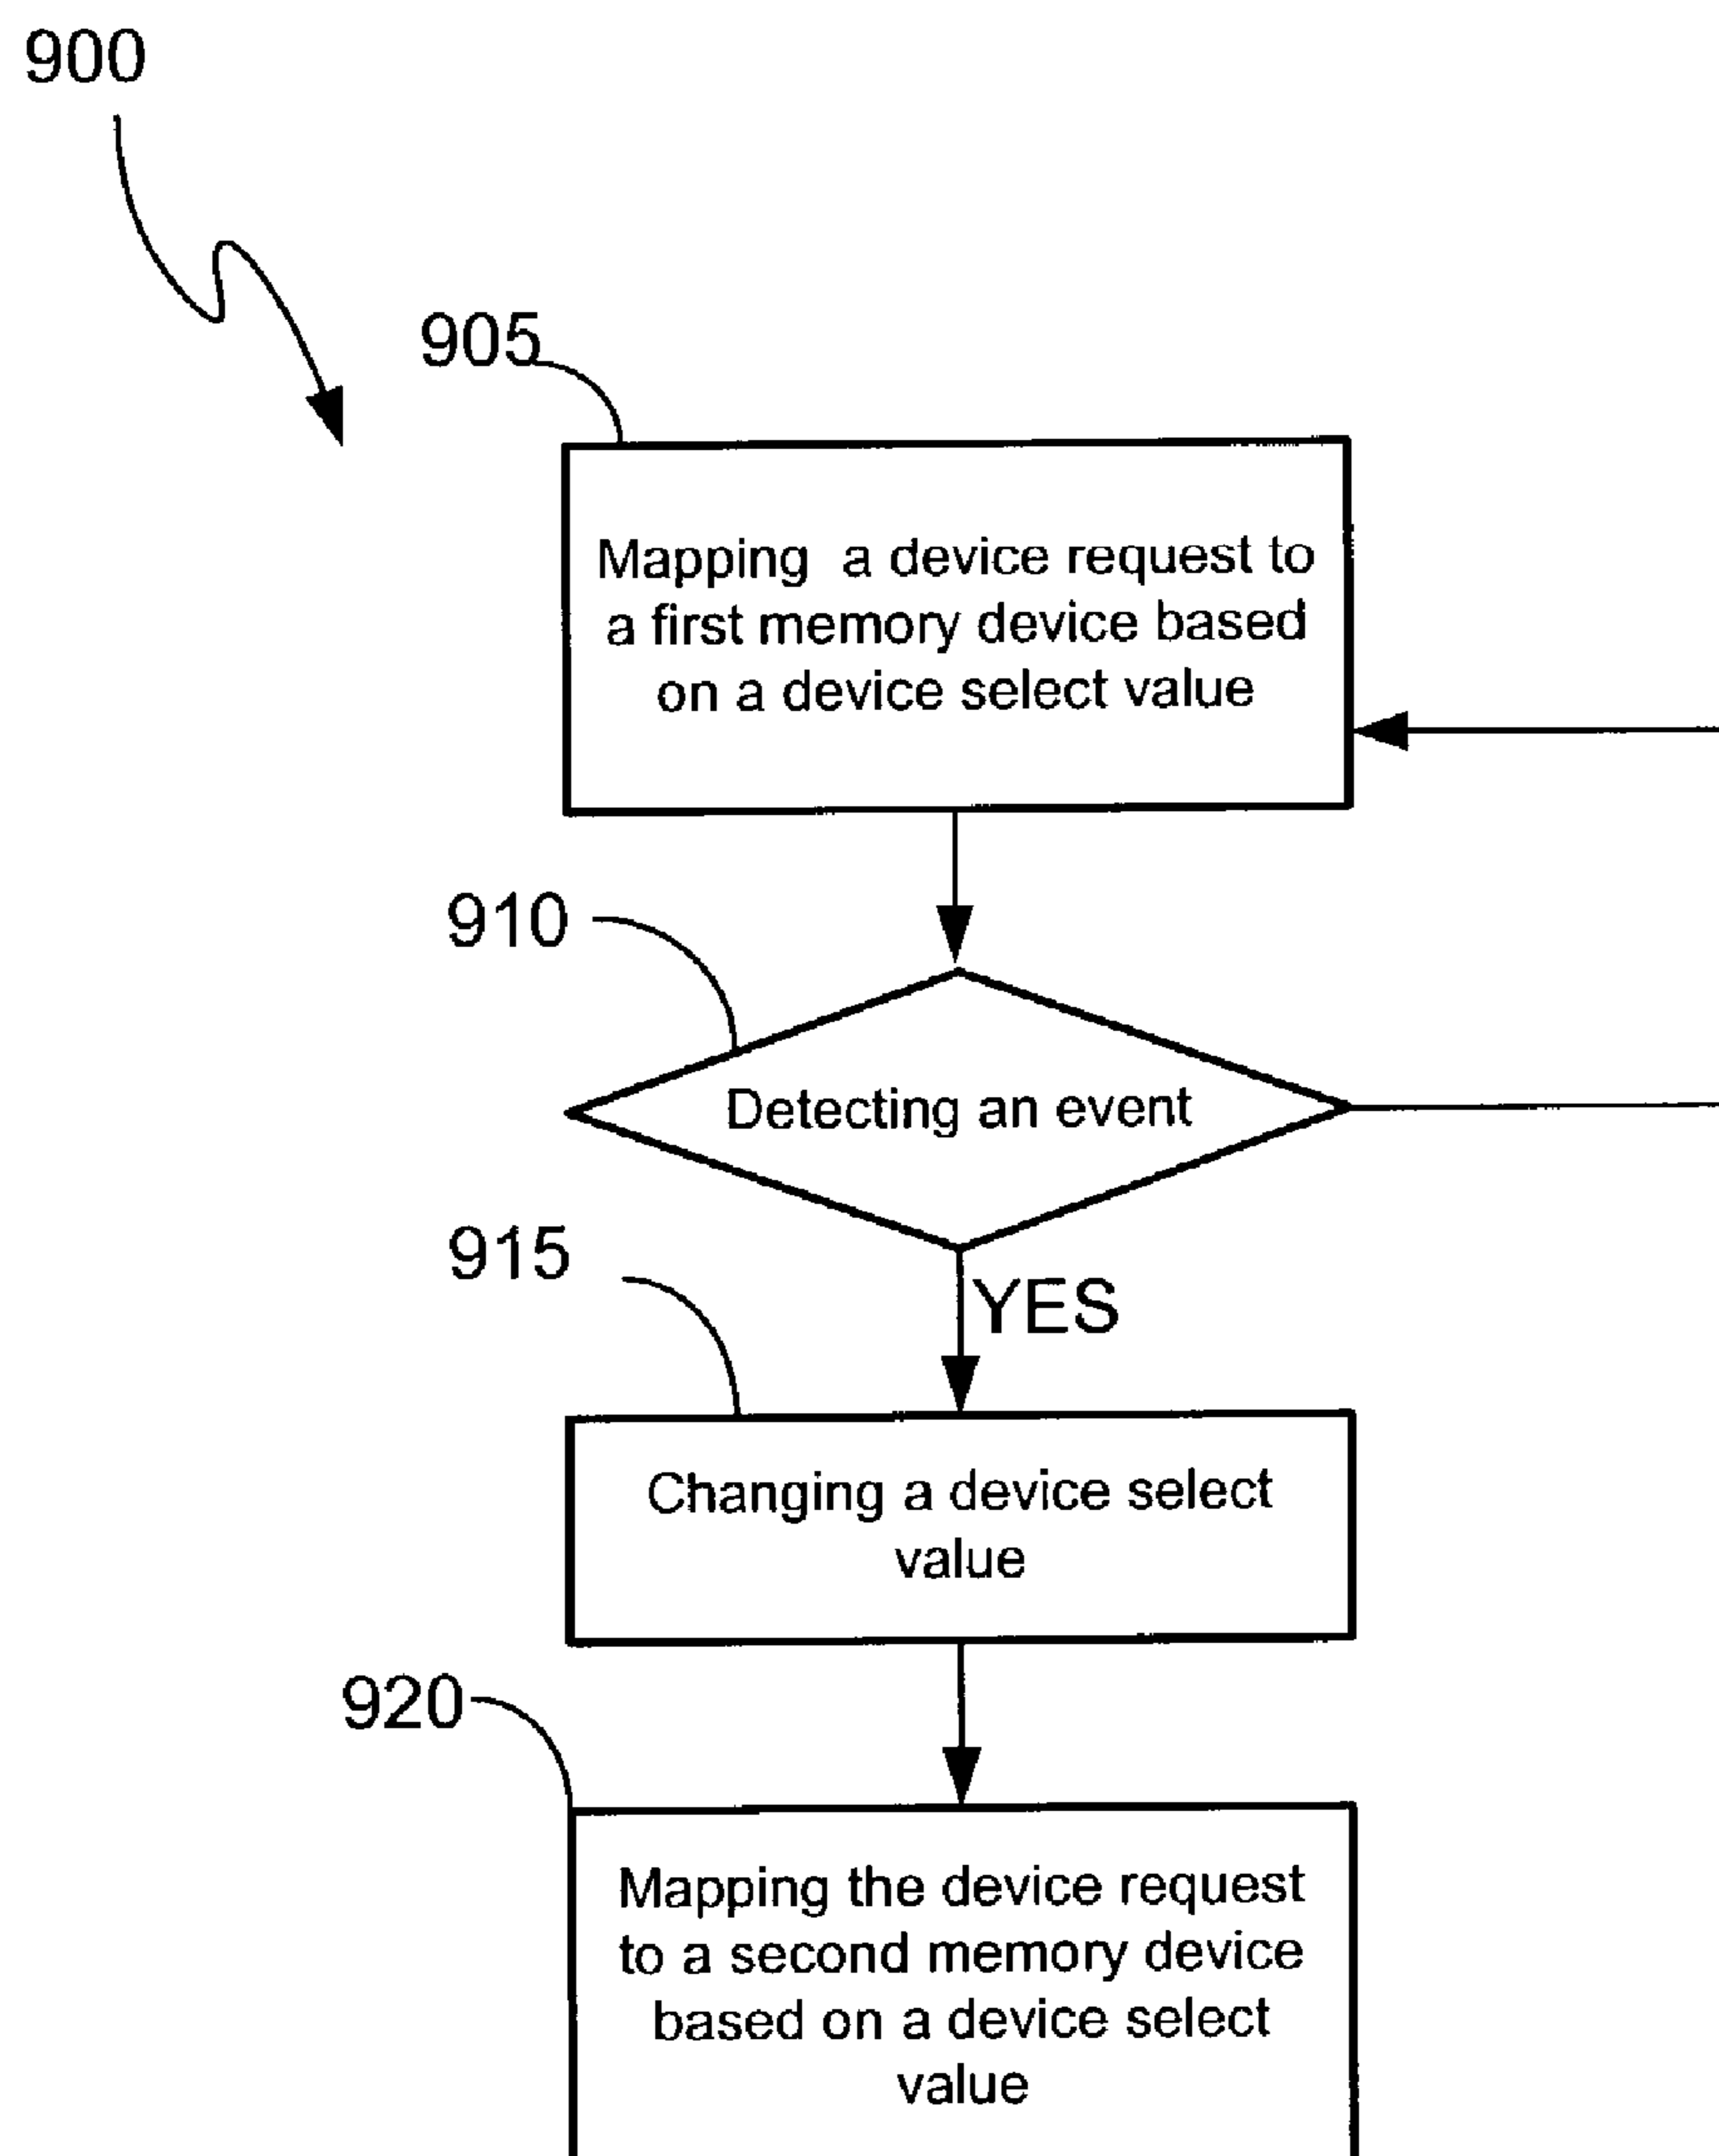 900
905
Mapping a device request to
a first memory device based
on a device select value
910
Detecting an event
915
YES
Changing a device select
value
920
Mapping the device request
to a second memory device
based on a device select
value